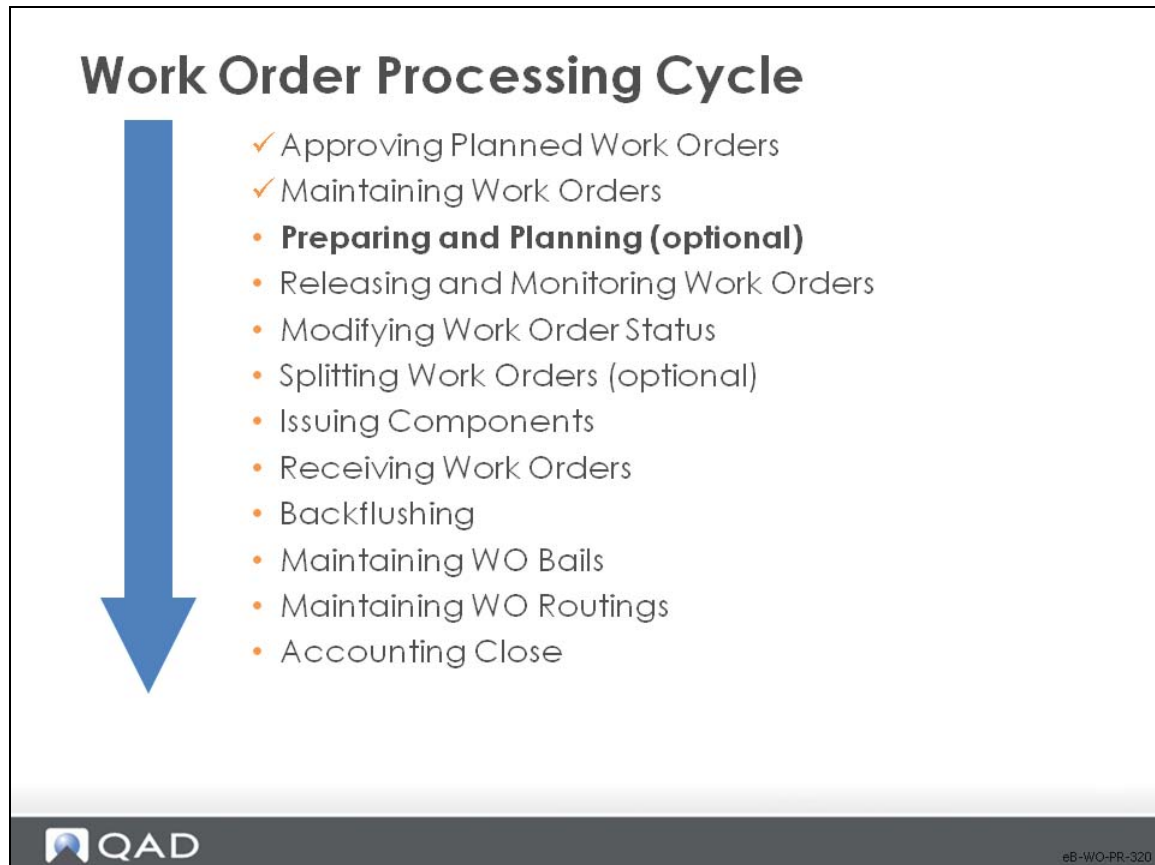 Work Order Processing Cycle
✓ Approving Planned Work Orders
✓ Maintaining Work Orders
• Preparing and Planning (optional)
• Releasing and Monitoring Work Orders
• Modifying Work Order Status
• Splitting Work Orders (optional)
• Issuing Components
• Receiving Work Orders
• Backflushing
• Maintaining WO Bails
• Maintaining WO Routings
• Accounting Close
QAD
eB-WO-PR-320